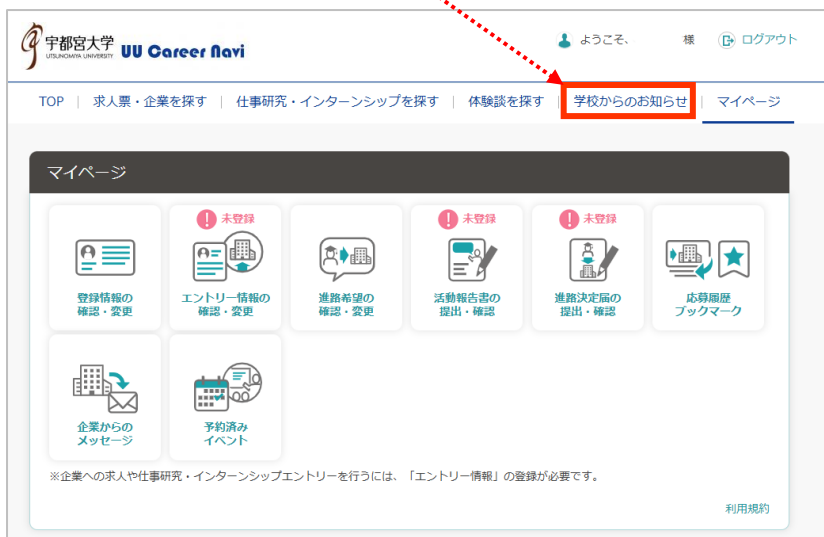 宇都宮大学
UTSUNOMIYA UNIVERSITY
UU Career Navi
ようこそ、 様 ログアウト
TOP | 求人票・企業を探す | 仕事研究・インターンシップを探す | 体験談を探す | 学校からのお知らせ | マイページ
マイページ
! 未登録
! 未登録
! 未登録
登録情報の
確認・変更
エントリー情報の
確認・変更
進路希望の
確認・変更
活動報告書の
提出・確認
進路決定届の
提出・確認
応募履歴
ブックマーク
企業からの
メッセージ
予約済み
イベント
※企業への求人や仕事研究・インターンシップエントリーを行うには、「エントリー情報」の登録が必要です。
利用規約